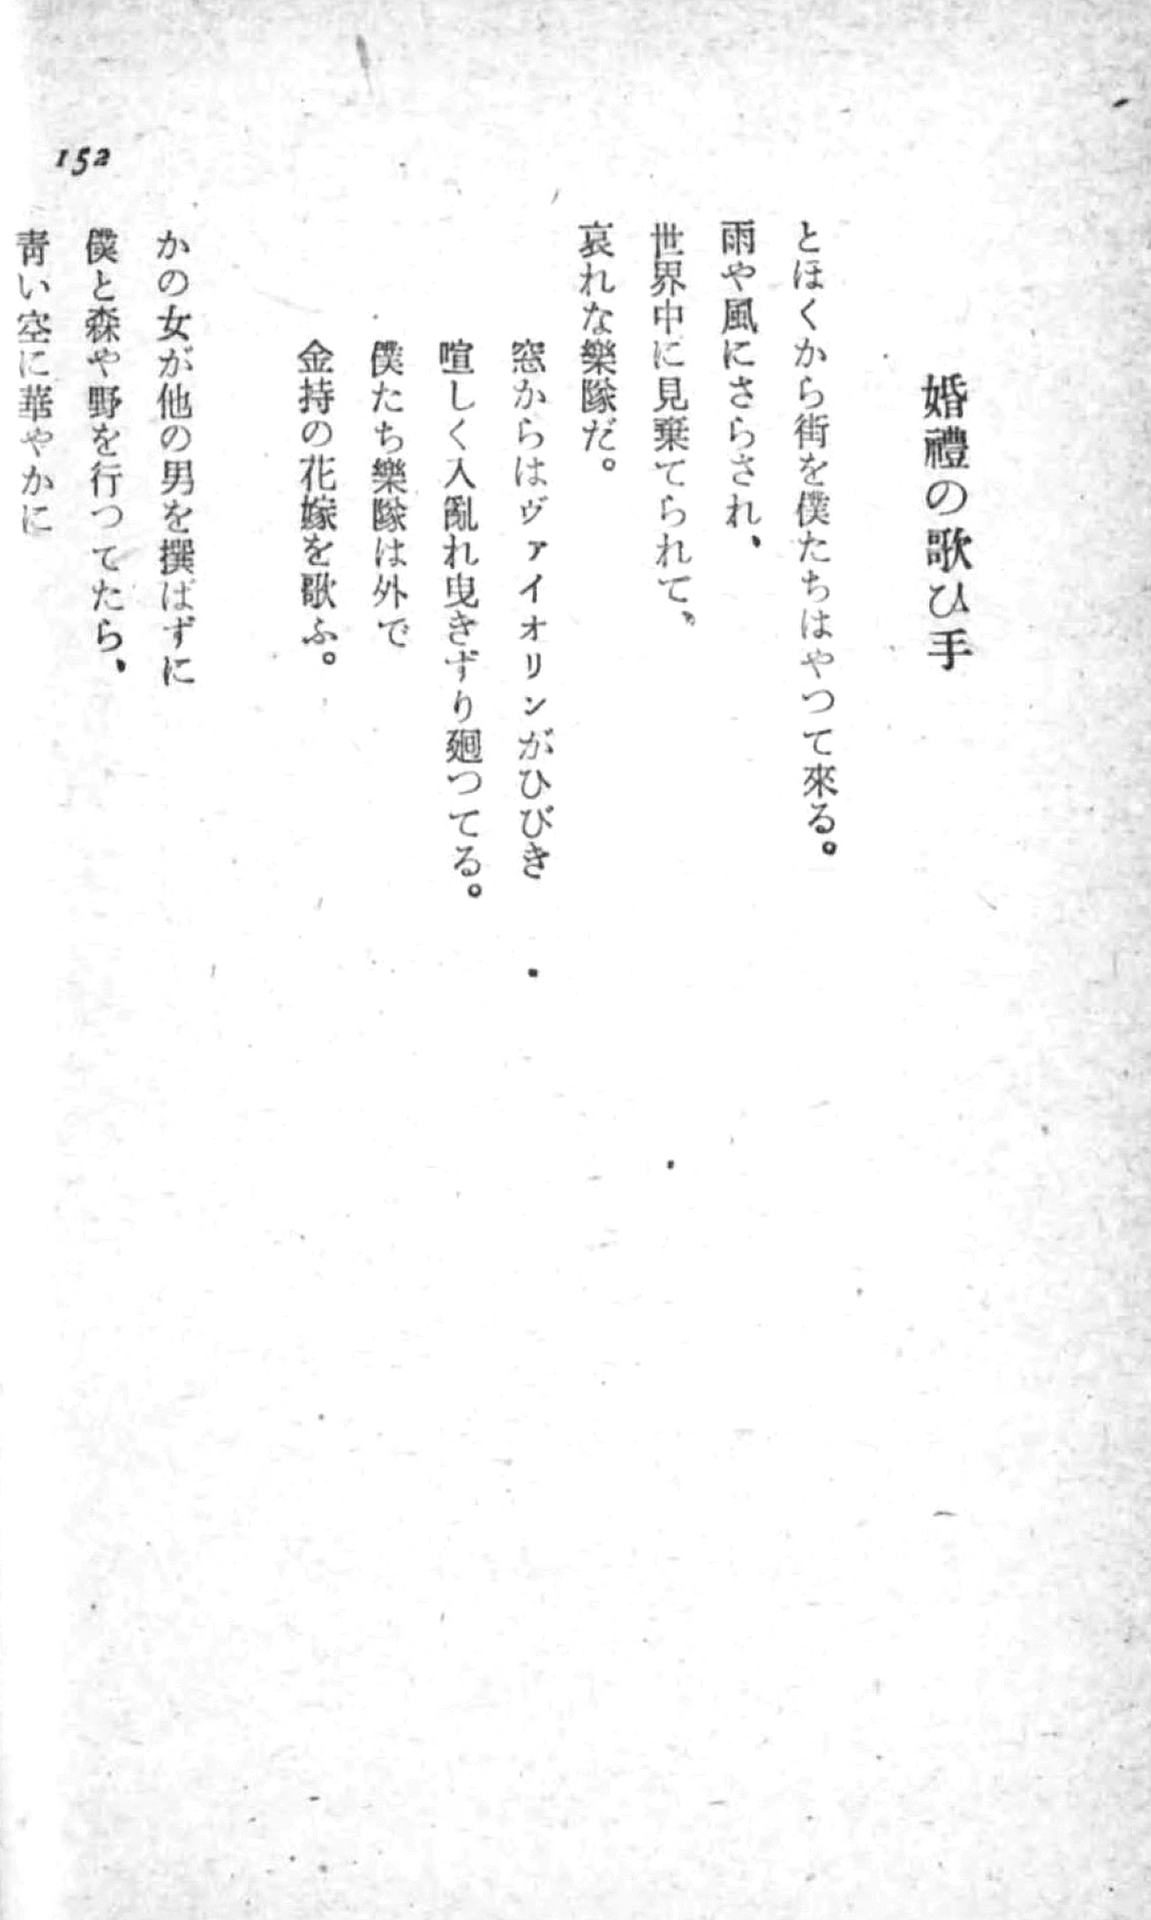 婚禮の歌ひ手
とほくから街を僕たちはやつて來る。
雨や風にさらされ、
世界中に見棄てられて、
哀れな樂隊だ。
窓からはヴァイオリンがひびき
喧しく入亂れ曳きずり廻つてる。
僕たち樂隊は外で
金持の花嫁を歌ふ。
かの女が他の男を撰ばずに
僕と森や野を行つてたら、
靑い空に華やかに
152